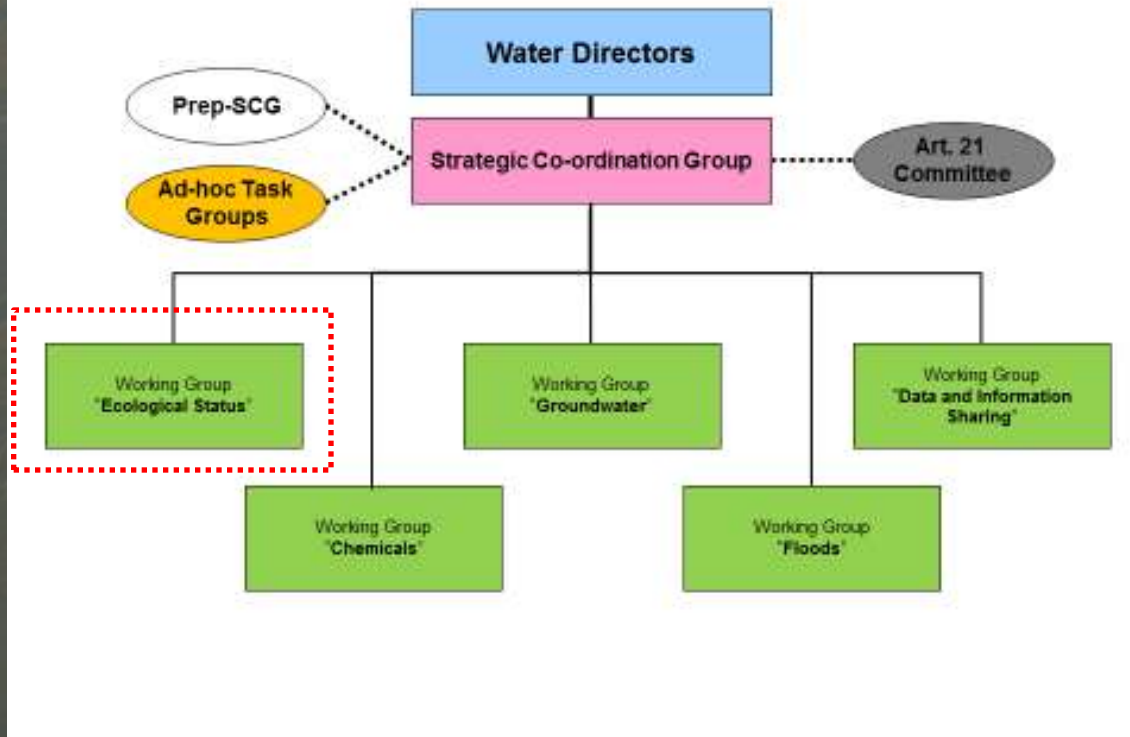 Water Directors
Prep-SCG
Strategic Co-ordination Group
Art. 21
Committee
Ad-hoc Task
Groups
Working Group
"Ecological Status"
Working Group
"Groundwater"
Working Group
"Data and Information
Sharing"
Working Group
"Chemicals"
Working Group
"Floods"